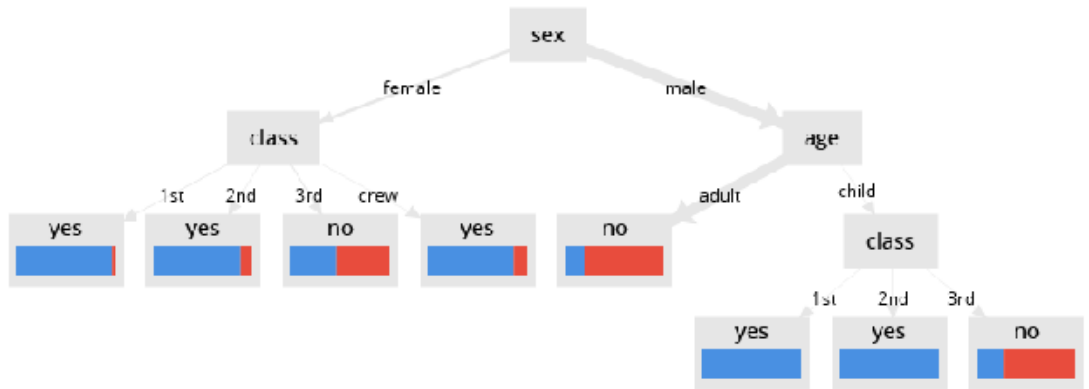 sex
female
male
class
age
1st
2nd
3rd
crew
adult
child
yes
yes
no
yes
no
class
1st
2nd
3rd
yes
yes
no